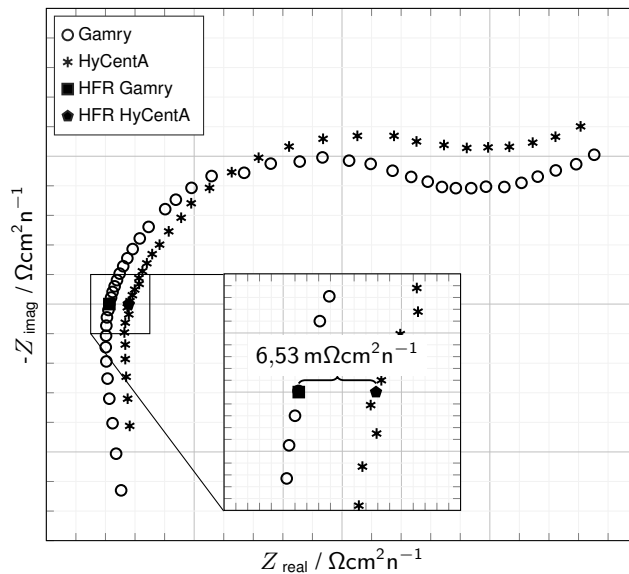 Gamry
HyCentA
HFR Gamry
HFR HyCentA
-Z imag / Ωcm²n⁻¹
6,53 mΩcm²n⁻¹
Z real / Ωcm²n⁻¹